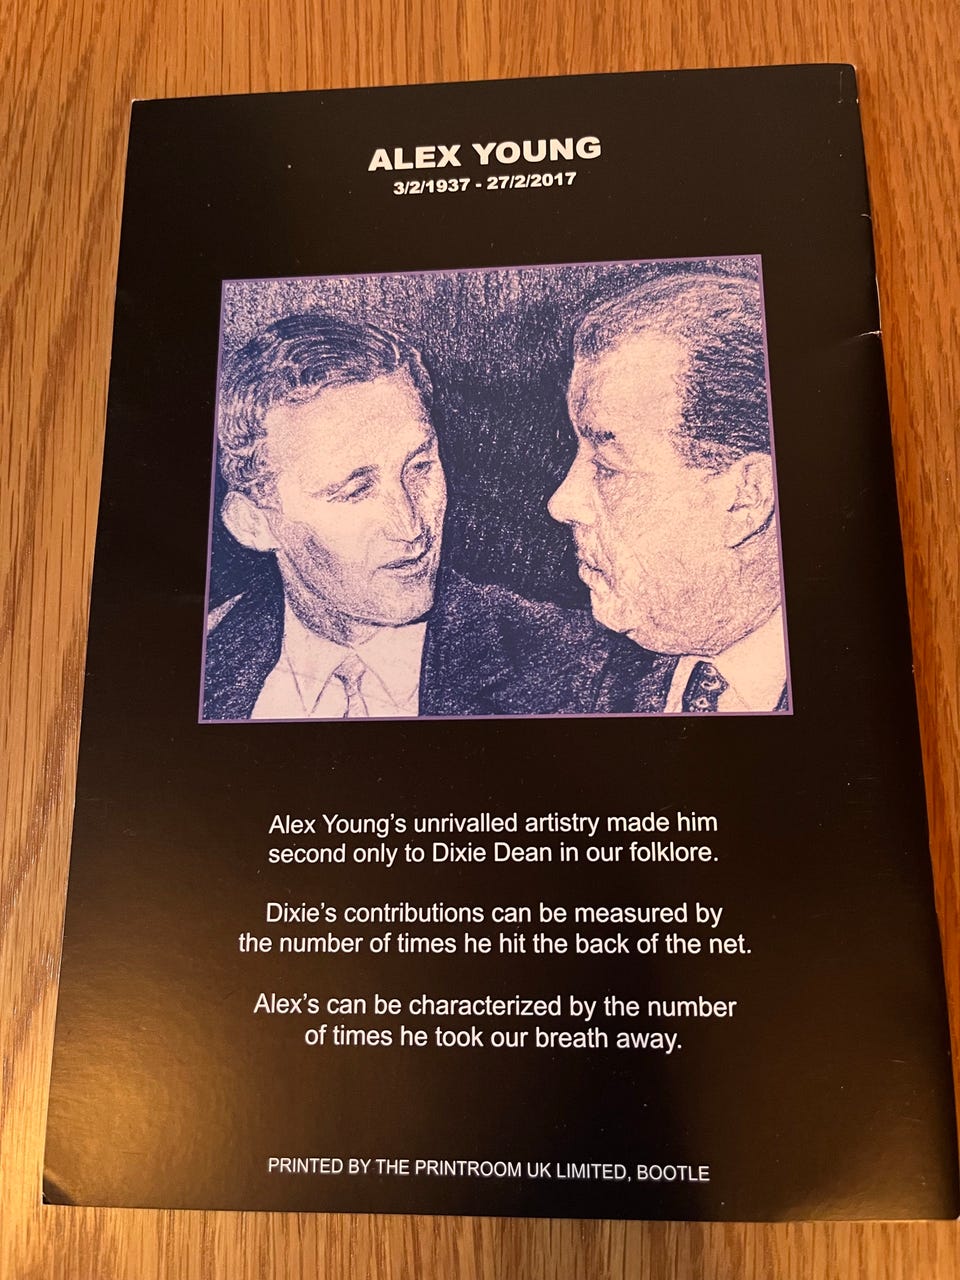 ALEX YOUNG
3/2/1937 - 27/2/2017
Alex Young's unrivalled artistry made him
second only to Dixie Dean in our folklore.
Dixie's contributions can be measured by
the number of times he hit the back of the net.
Alex's can be characterized by the number
of times he took our breath away.
PRINTED BY THE PRINTROOM UK LIMITED, BOOTLE